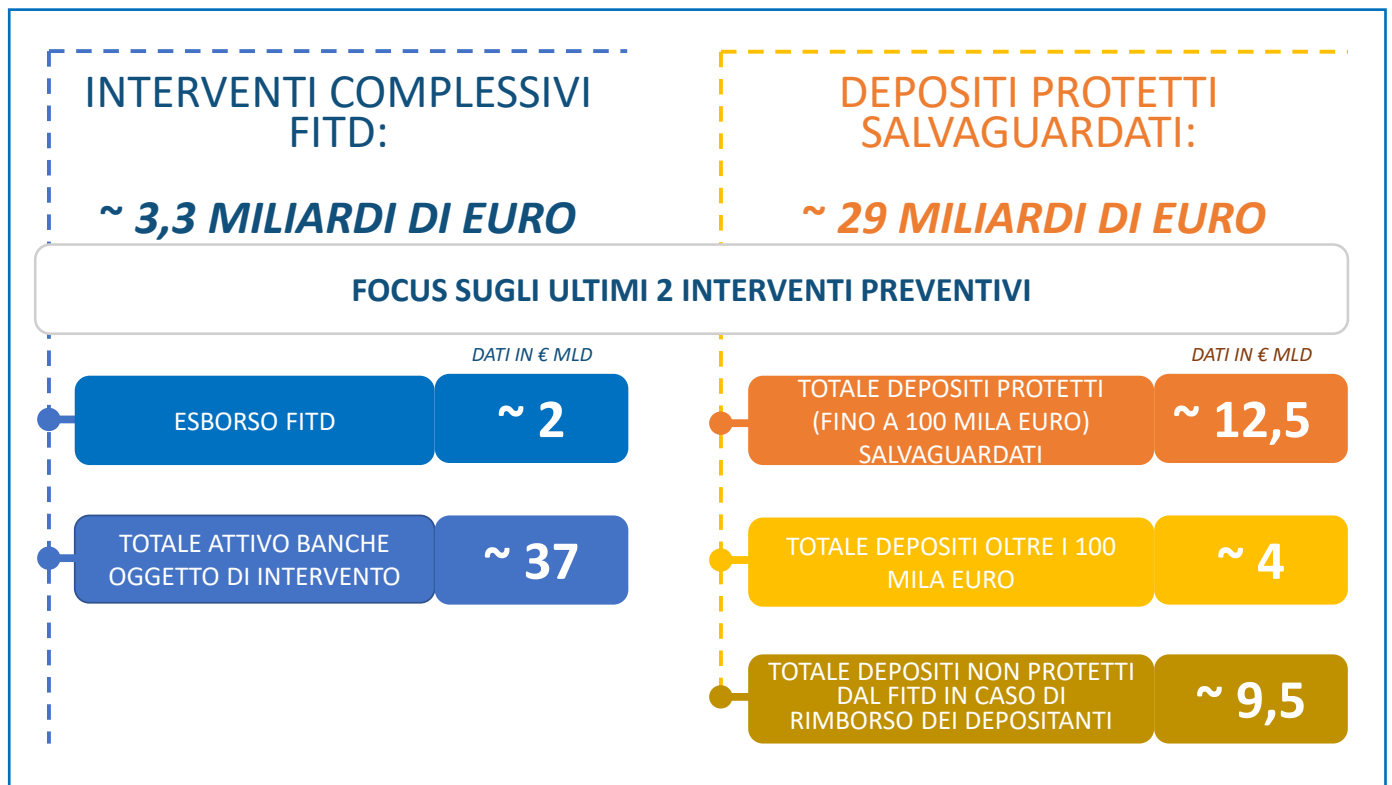 INTERVENTI COMPLESSIVI
FITD:
~ 3,3 MILIARDI DI EURO
DEPOSITI PROTETTI
SALVAGUARDATI:
~ 29 MILIARDI DI EURO
FOCUS SUGLI ULTIMI 2 INTERVENTI PREVENTIVI
DATI IN € MLD
ESBORSO FITD
~ 2
TOTALE ATTIVO BANCHE
OGGETTO DI INTERVENTO
~ 37
DATI IN € MLD
TOTALE DEPOSITI PROTETTI
(FINO A 100 MILA EURO)
SALVAGUARDATI
~ 12,5
TOTALE DEPOSITI OLTRE I 100
MILA EURO
~ 4
TOTALE DEPOSITI NON PROTETTI
DAL FITD IN CASO DI
RIMBORSO DEI DEPOSITANTI
~ 9,5